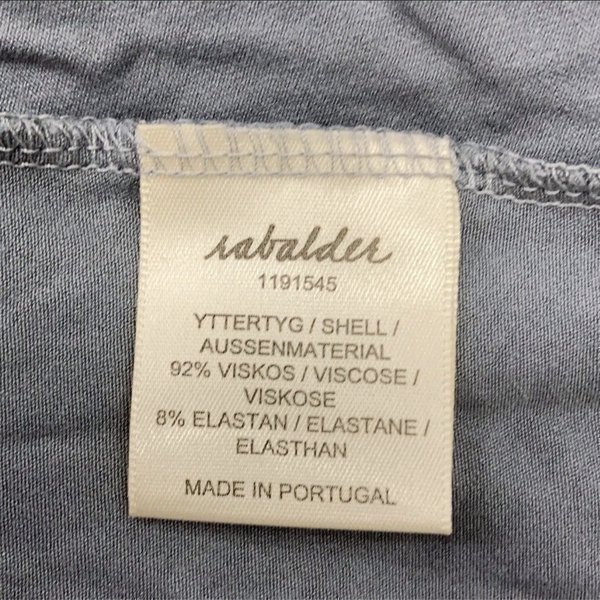 rabalder
1191545
YTTERTYG / SHELL /
AUSSENMATERIAL
92% VISKOS / VISCOSE /
VISKOSE
8% ELASTAN / ELASTANE /
ELASTHAN
MADE IN PORTUGAL